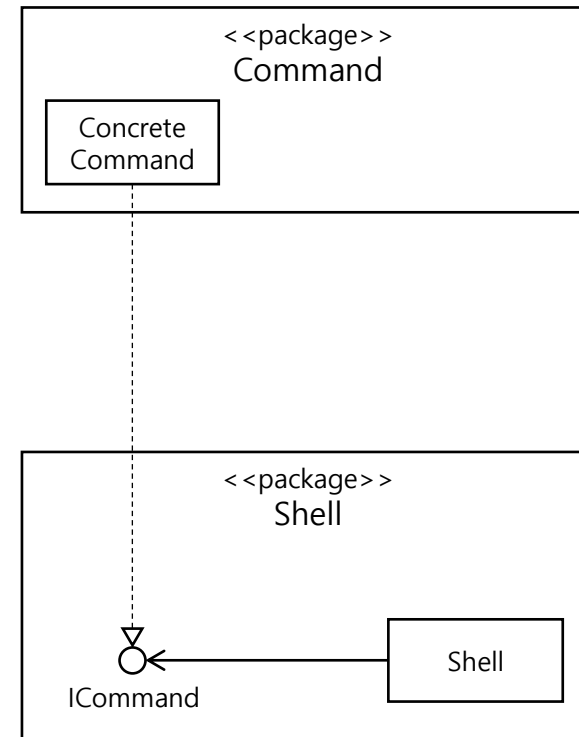 <<package>>
Command
Concrete
Command
<<package>>
Shell
ICommand
Shell